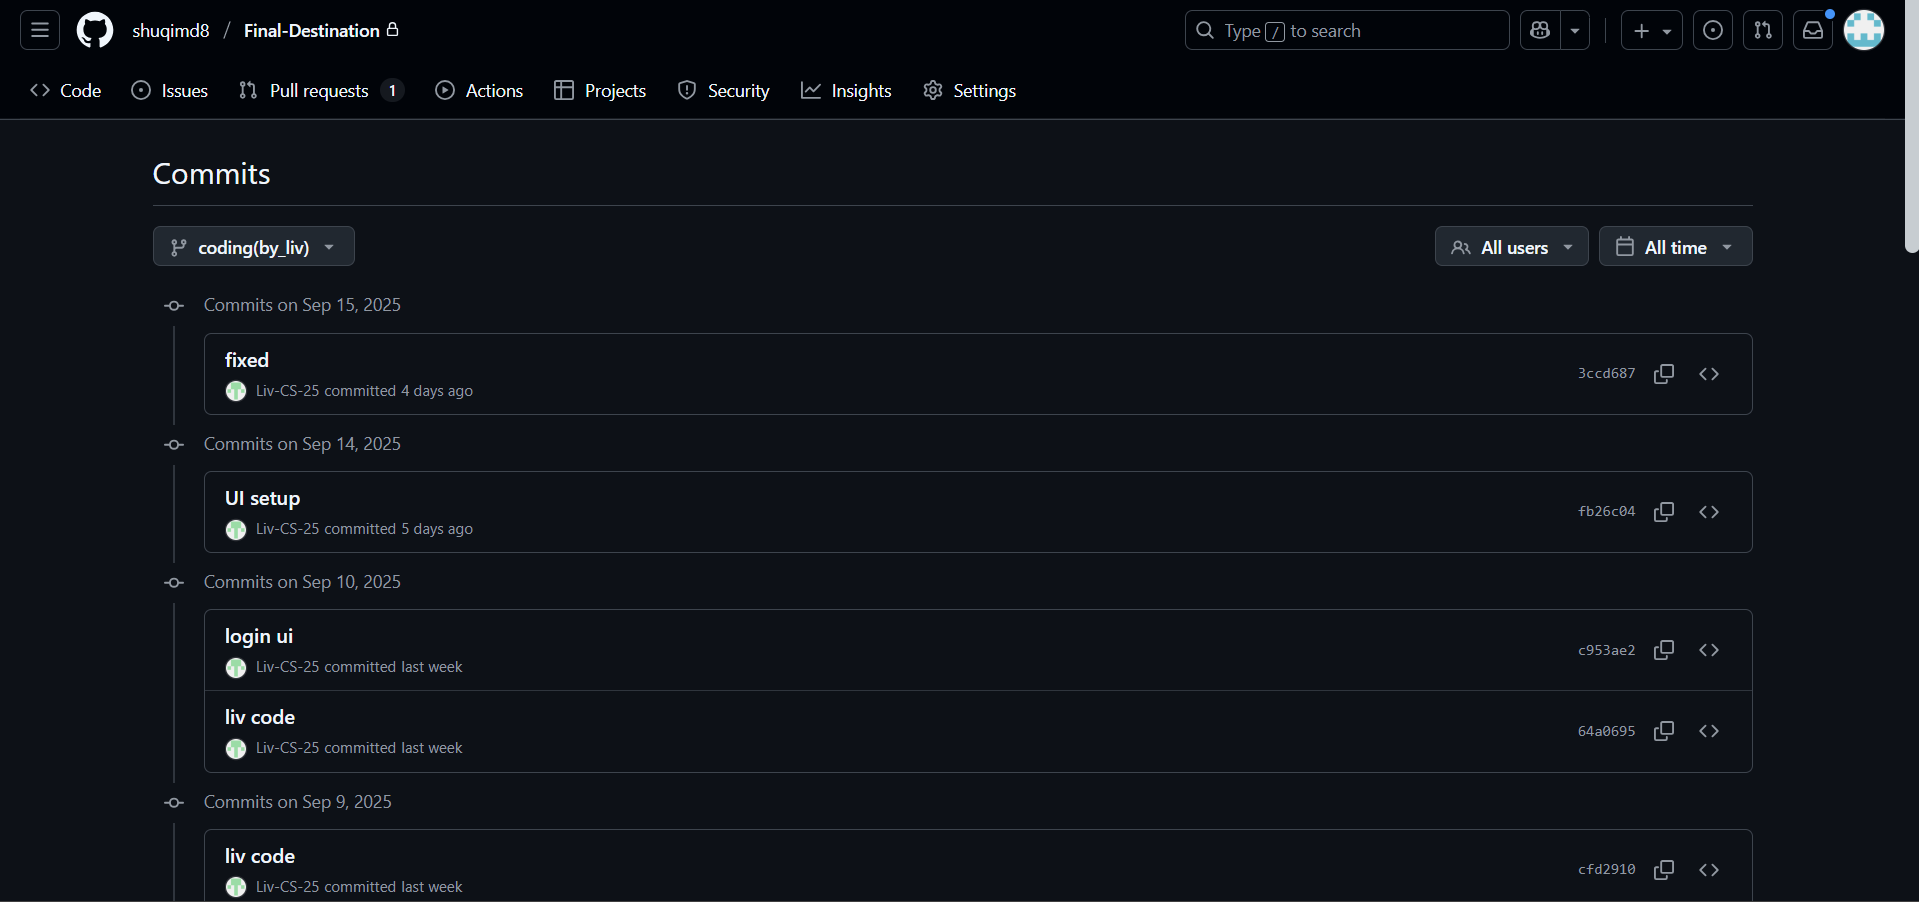 shuqimd8 / Final-Destination
Type / to search
Code Issues Pull requests 1 Actions Projects Security Insights Settings
Commits
coding(by_liv)
All users All time
Commits on Sep 15, 2025
fixed
Liv-CS-25 committed 4 days ago
3ccd687
Commits on Sep 14, 2025
UI setup
Liv-CS-25 committed 5 days ago
fb26c04
Commits on Sep 10, 2025
login ui
Liv-CS-25 committed last week
c953ae2
liv code
Liv-CS-25 committed last week
64a0695
Commits on Sep 9, 2025
liv code
Liv-CS-25 committed last week
cfd2910